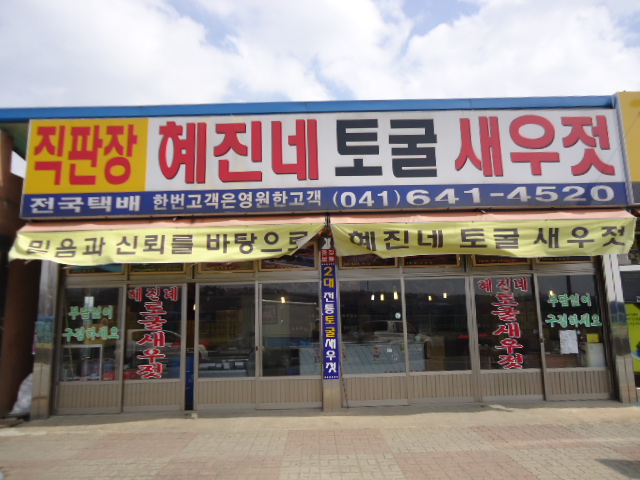 직판장 혜진네 토굴 새우젓
전국택배 한번고객은영원한고객 (041)641-4520
믿음과 신뢰를 바탕으로
혜진네 토굴 새우젓
2대 전통토굴새우젓
부담없이
구경하세요
혜진네
토굴새우젓
혜진네
토굴새우젓
부담없이
구경하세요